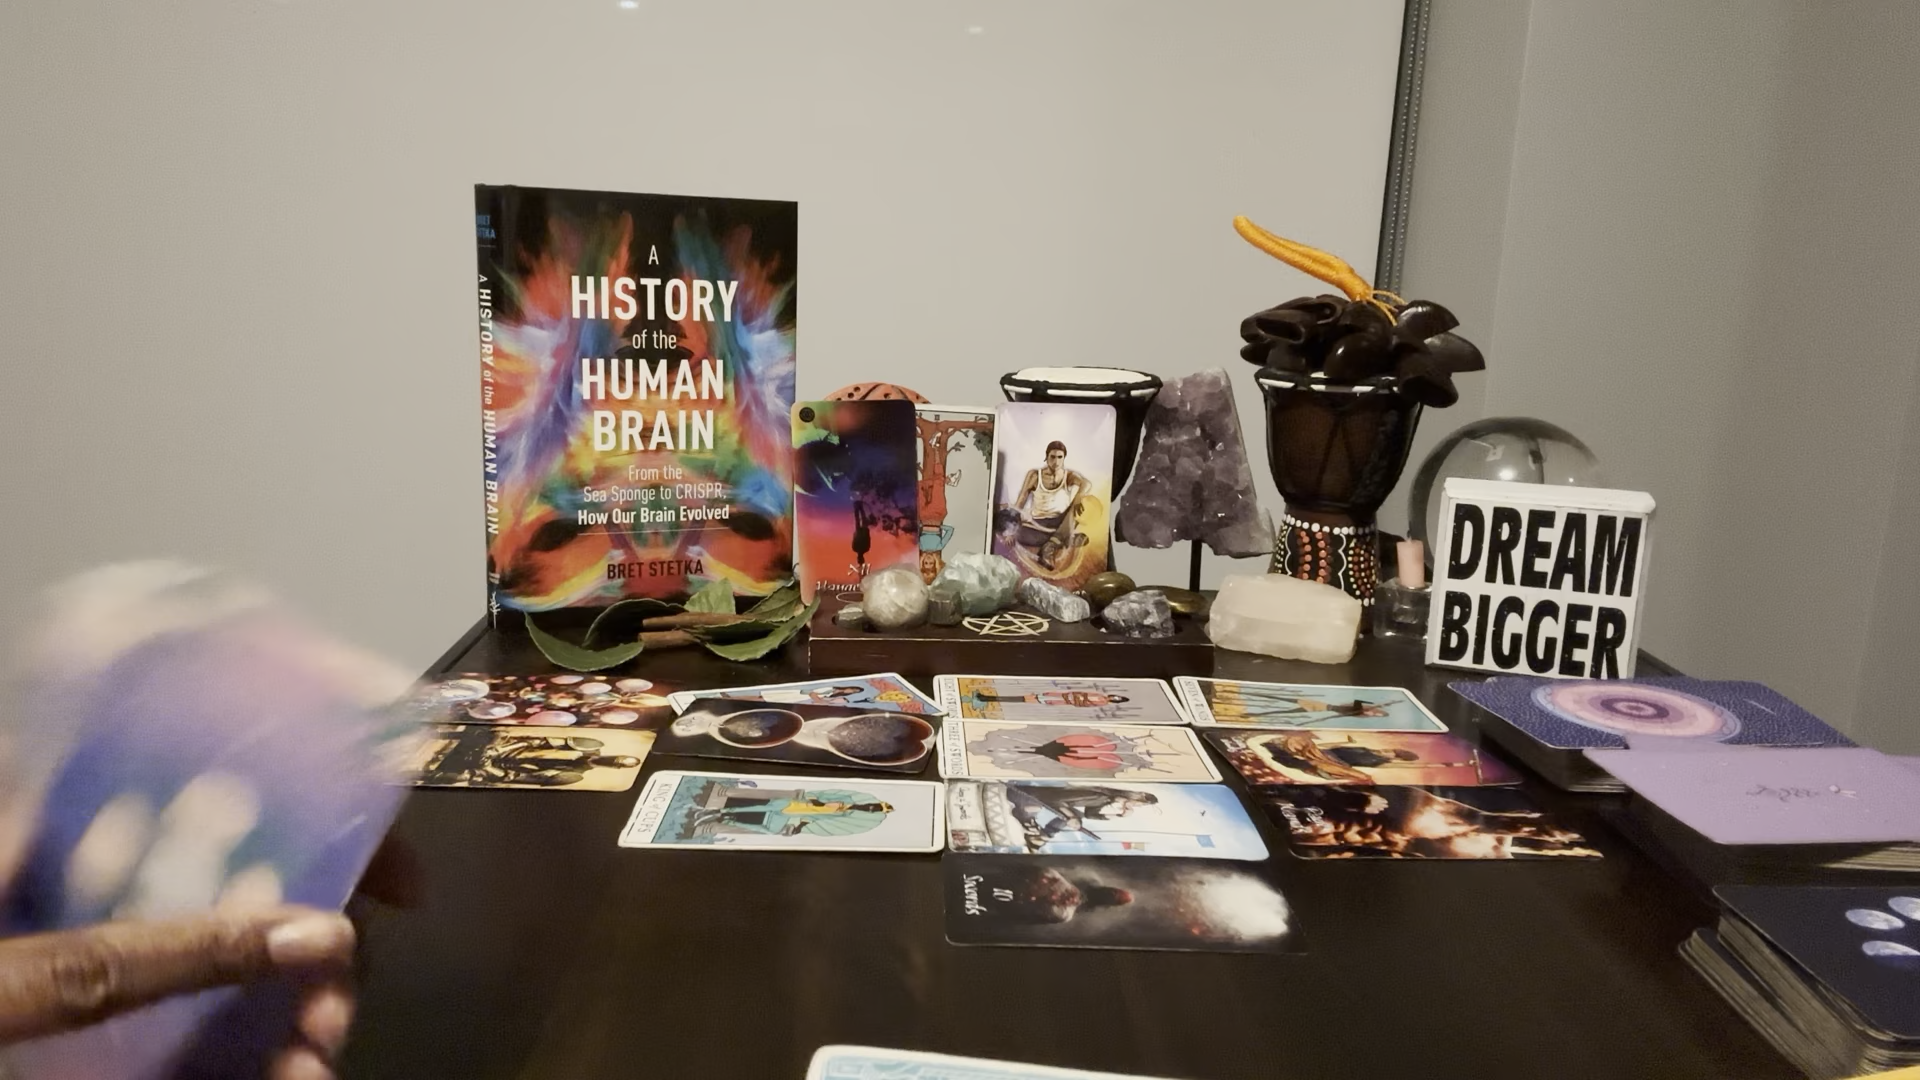 A
HISTORY
of the
HUMAN
BRAIN
From the
Sea Sponge to CRISPR,
How Our Brain Evolved
BRET STETKA
A HISTORY of the HUMAN BRAIN
XII
DREAM
BIGGER
THREE of SWORDS
KING of CUPS
10
Swords